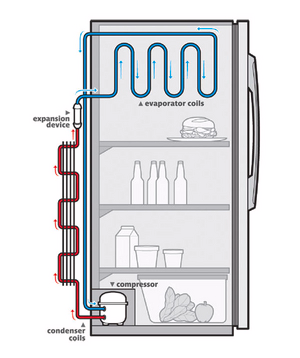 evaporator coils
expansion
device
compressor
condenser
coils